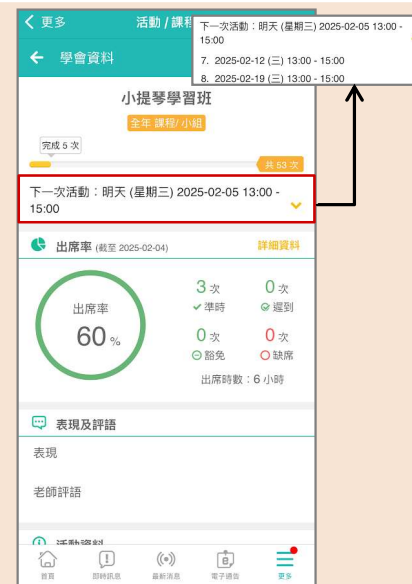 更多
活動 / 課程
學會資料
下一次活動：明天 (星期三) 2025-02-05 13:00 -
15:00
7. 2025-02-12 (三) 13:00 - 15:00
8. 2025-02-19 (三) 13:00 - 15:00
小提琴學習班
全年 課程/ 小組
完成 5 次
共 53 次
下一次活動：明天 (星期三) 2025-02-05 13:00 -
15:00
出席率 (截至 2025-02-04)
詳細資料
出席率
60 %
3 次
準時
0 次
遲到
0 次
豁免
0 次
缺席
出席時數：6 小時
表現及評語
表現
老師評語
活動資料
首頁
即時訊息
最新消息
電子通告
更多